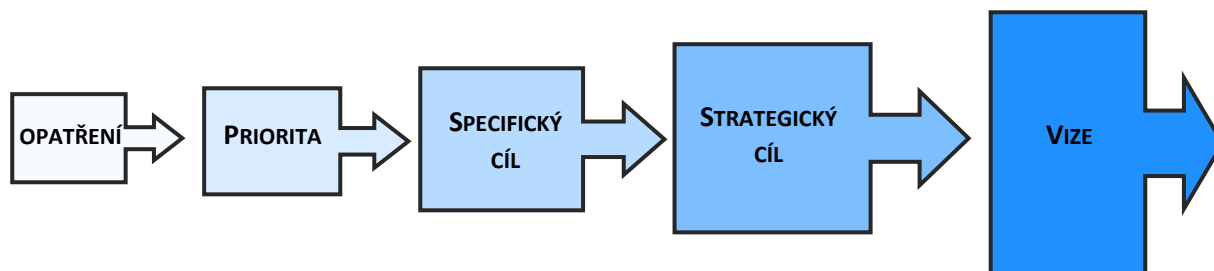 OPATŘENÍ
PRIORITA
SPECIFICKÝ
CÍL
STRATEGICKÝ
CÍL
VIZE